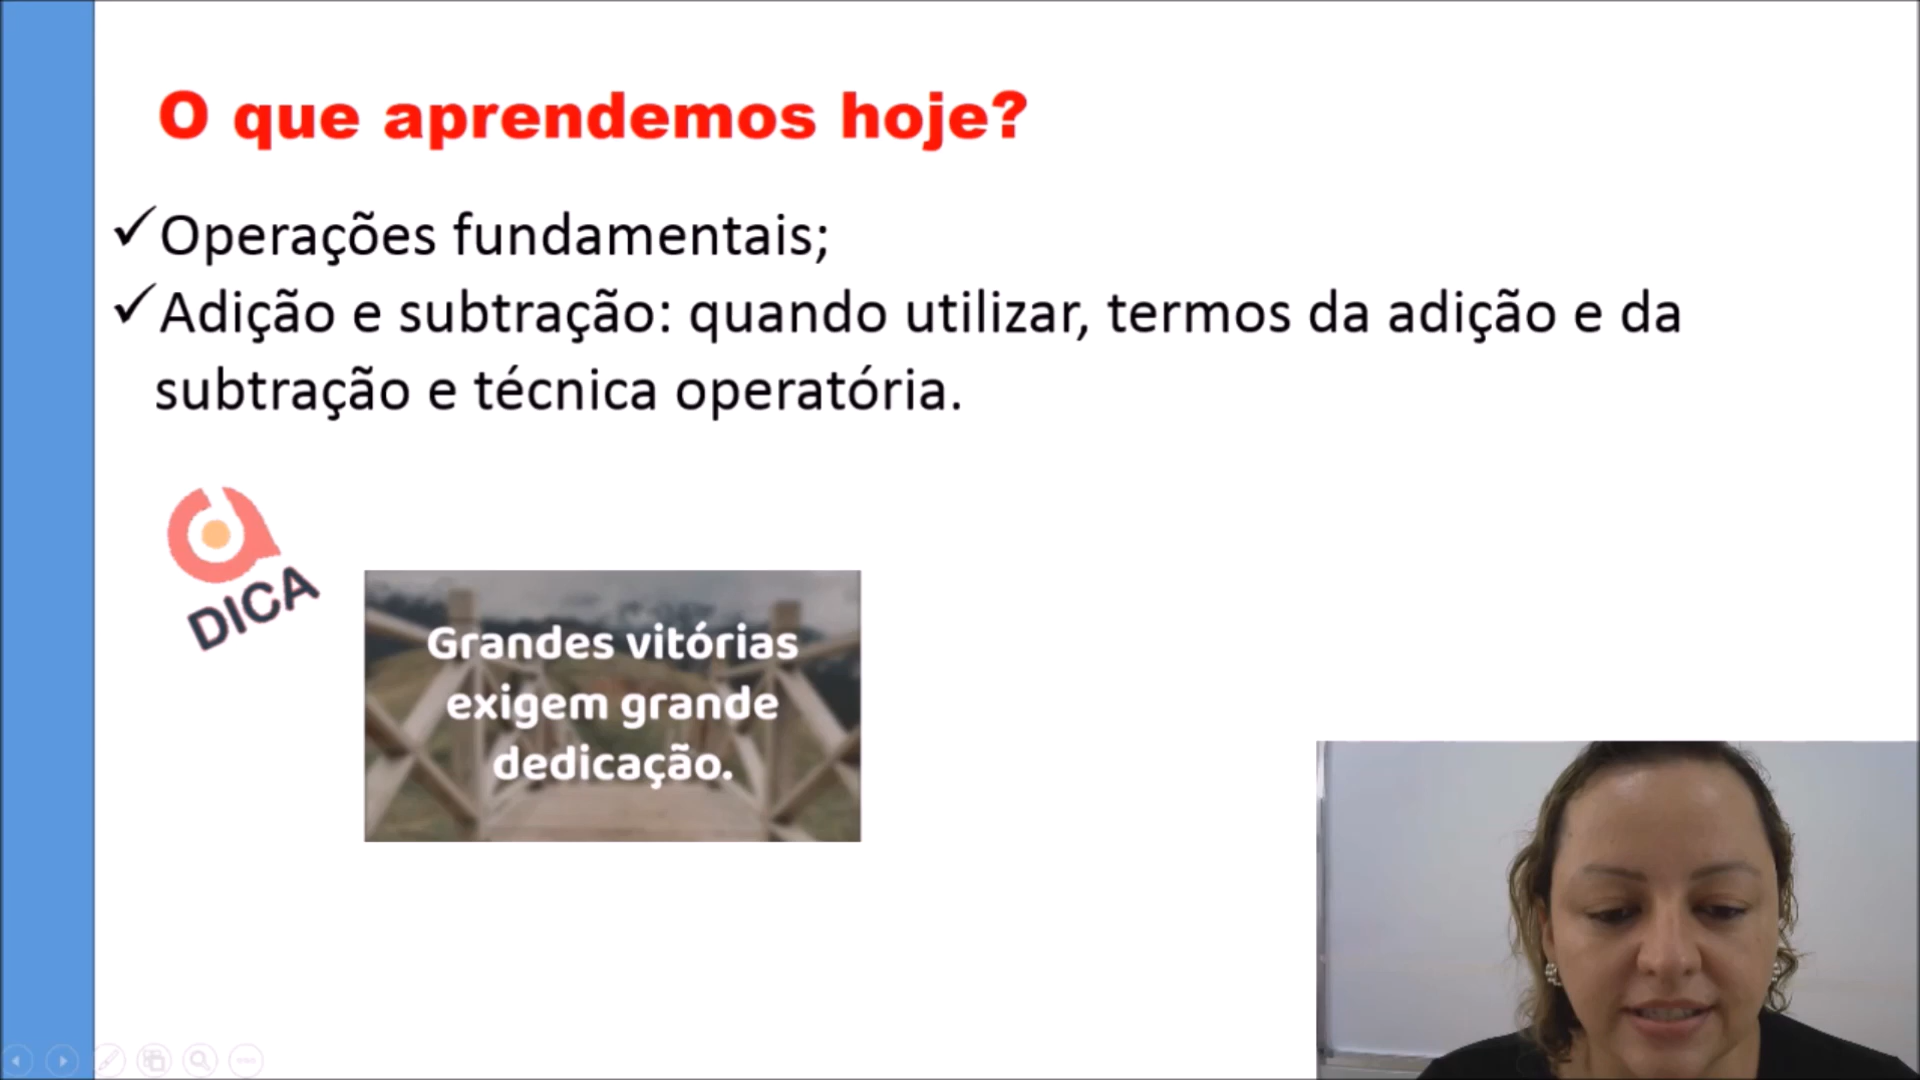 O que aprendemos hoje?
✓Operações fundamentais;
✓Adição e subtração: quando utilizar, termos da adição e da
subtração e técnica operatória.
DICA
Grandes vitórias
exigem grande
dedicação.